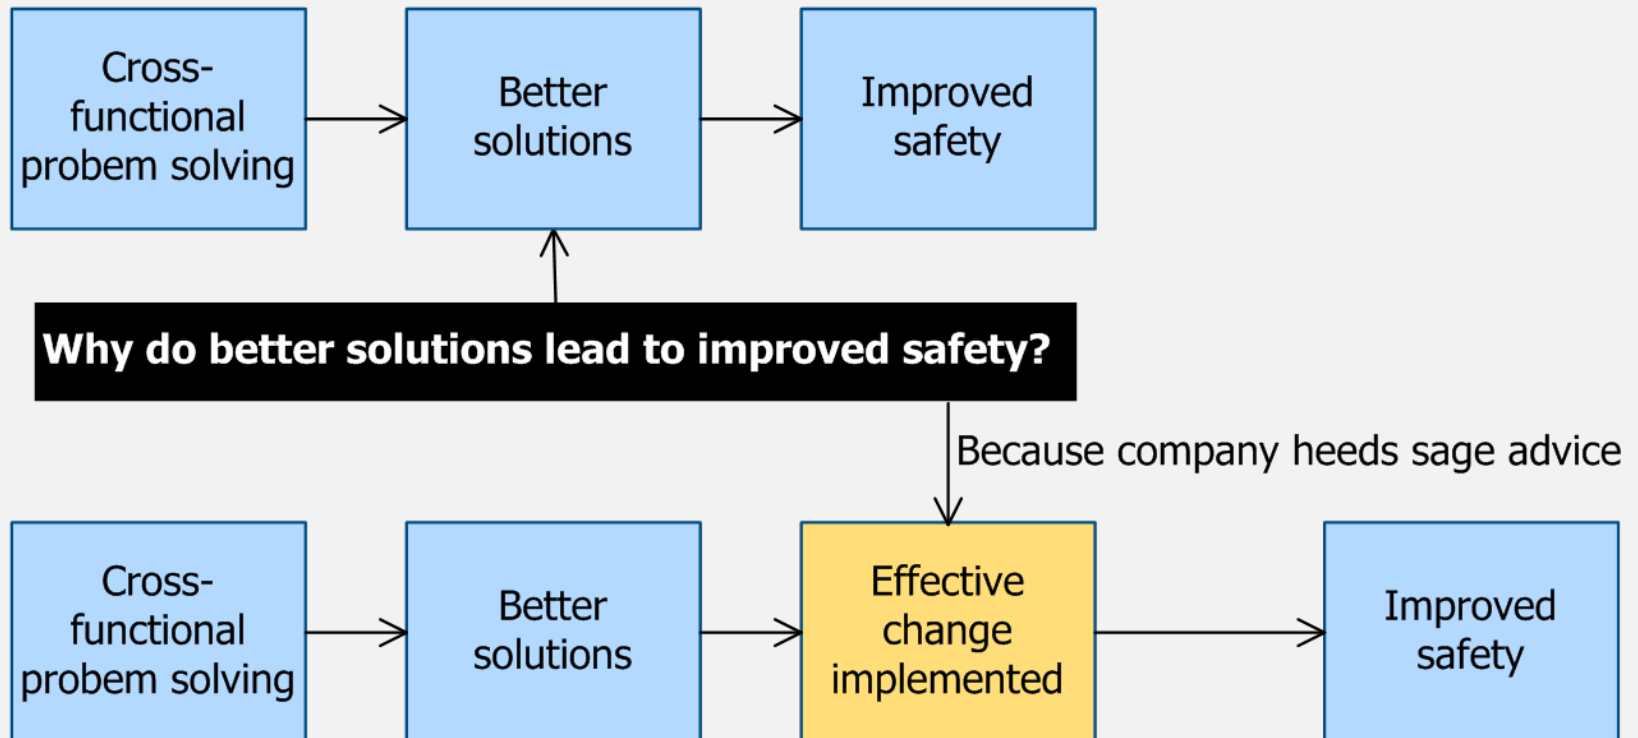 Cross-
functional
probem solving
Better
solutions
Improved
safety
Why do better solutions lead to improved safety?
Because company heeds sage advice
Cross-
functional
probem solving
Better
solutions
Effective
change
implemented
Improved
safety